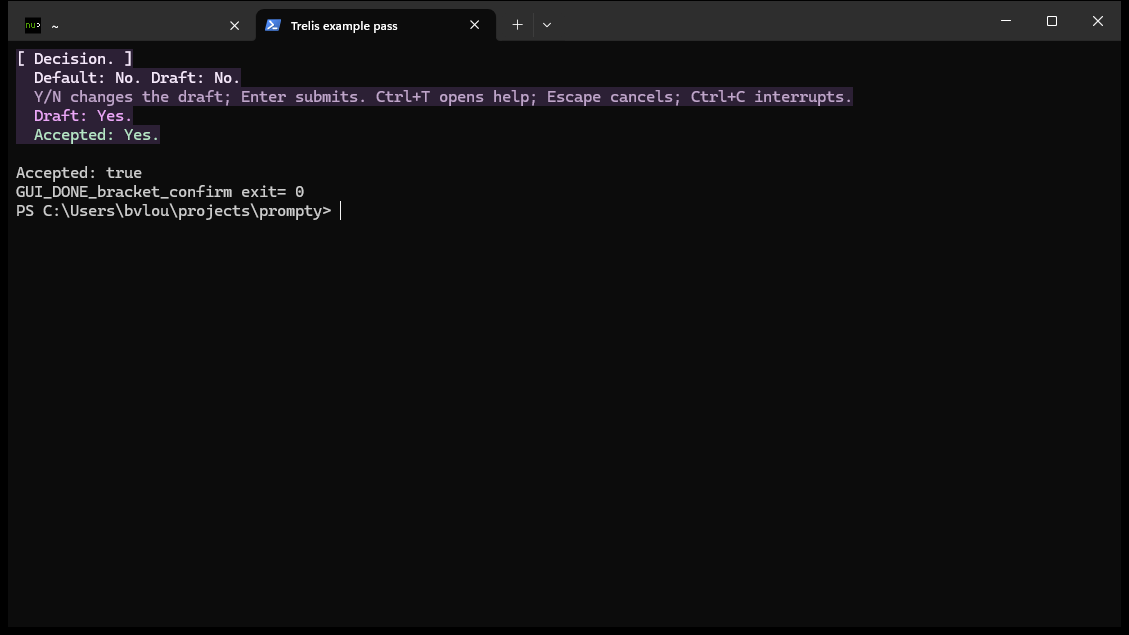 nu>
~
Trelis example pass
[ Decision. ]
Default: No. Draft: No.
Y/N changes the draft; Enter submits. Ctrl+T opens help; Escape cancels; Ctrl+C interrupts.
Draft: Yes.
Accepted: Yes.
Accepted: true
GUI_DONE_bracket_confirm exit= 0
PS C:\Users\bvlou\projects\prompty>